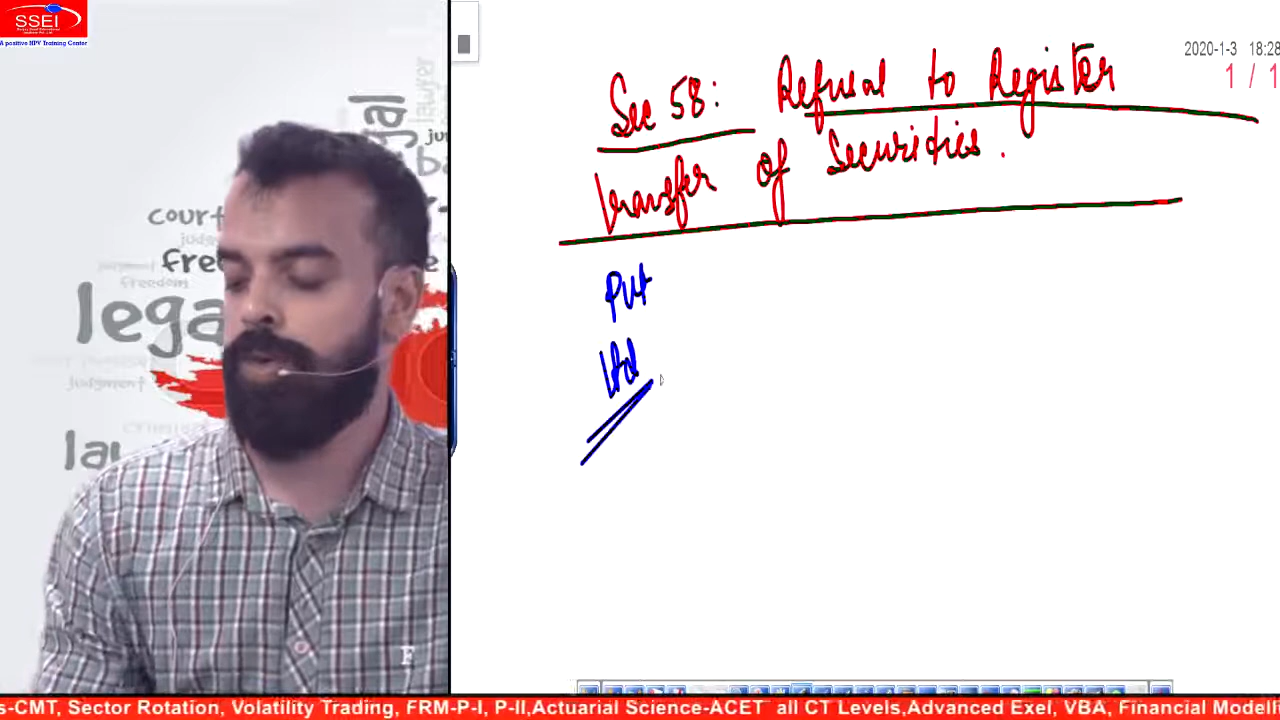 SSEI
A positive HPV Training Center
2020-1-3 18:28
1 / 1
Sec 58: Refusal to Register
transfer of Securities.
Pvt
Ltd
legal
lawyer
court
judgment
freedom
lega
judgment
law
F
s-CMT, Sector Rotation, Volatility Trading, FRM-P-I, P-II,Actuarial Science-ACET all CT Levels,Advanced Exel, VBA, Financial Modell